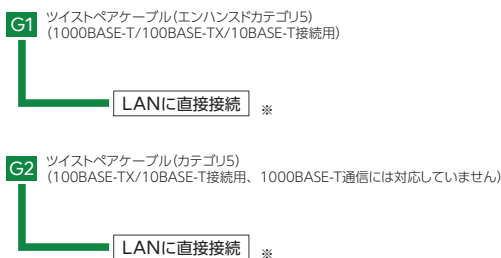 G1 ツイストペアケーブル(エンハンスドカテゴリ5)
(1000BASE-T/100BASE-TX/10BASE-T接続用)
LANに直接接続 ※
G2 ツイストペアケーブル(カテゴリ5)
(100BASE-TX/10BASE-T接続用、1000BASE-T通信には対応していません)
LANに直接接続 ※